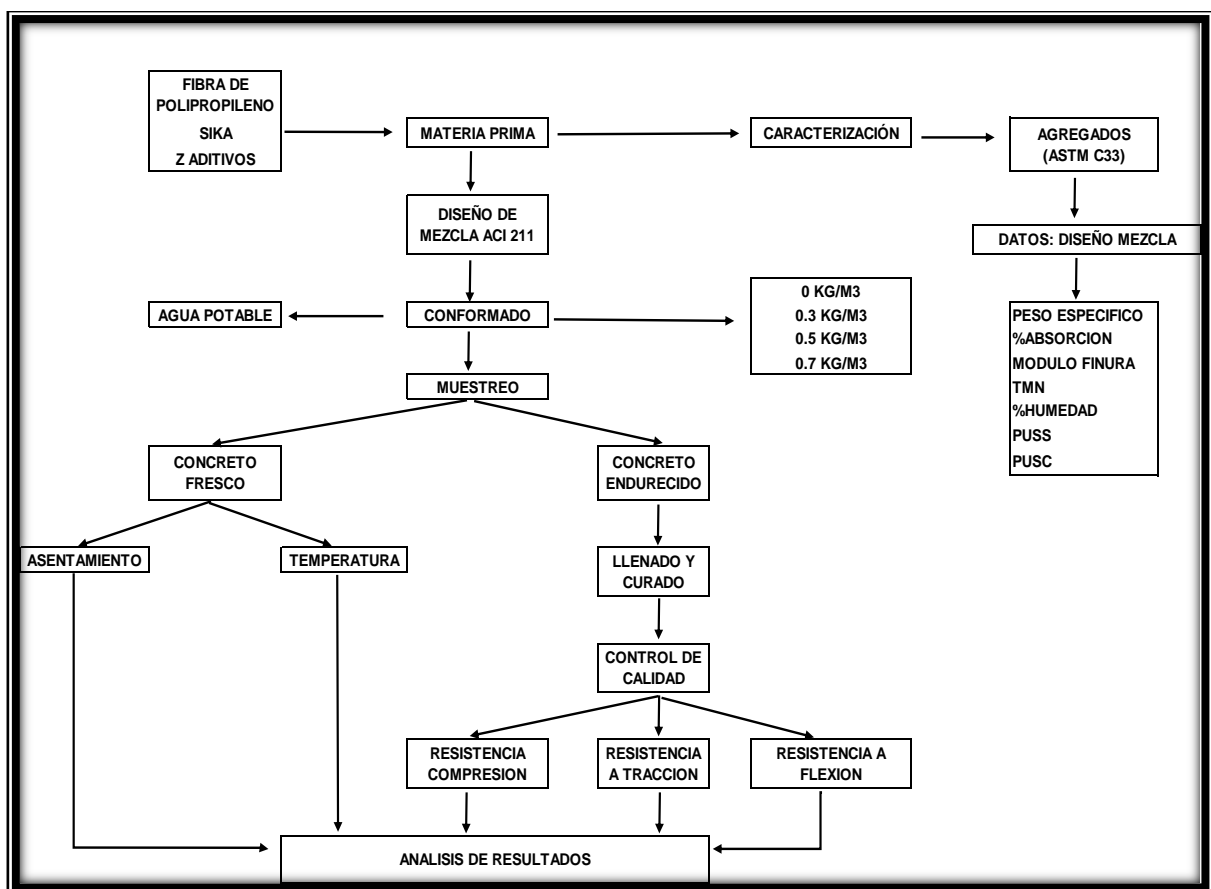 FIBRA DE
POLIPROPILENO
SIKA
Z ADITIVOS
MATERIA PRIMA
CARACTERIZACIÓN
AGREGADOS
(ASTM C33)
DISEÑO DE
MEZCLA ACI 211
DATOS: DISEÑO MEZCLA
AGUA POTABLE
CONFORMADO
0 KG/M3
0.3 KG/M3
0.5 KG/M3
0.7 KG/M3
PESO ESPECIFICO
%ABSORCION
MODULO FINURA
TMN
%HUMEDAD
PUSS
PUSC
MUESTREO
CONCRETO
FRESCO
CONCRETO
ENDURECIDO
ASENTAMIENTO
TEMPERATURA
LLENADO Y
CURADO
CONTROL DE
CALIDAD
RESISTENCIA
COMPRESION
RESISTENCIA
A TRACCION
RESISTENCIA A
FLEXION
ANALISIS DE RESULTADOS